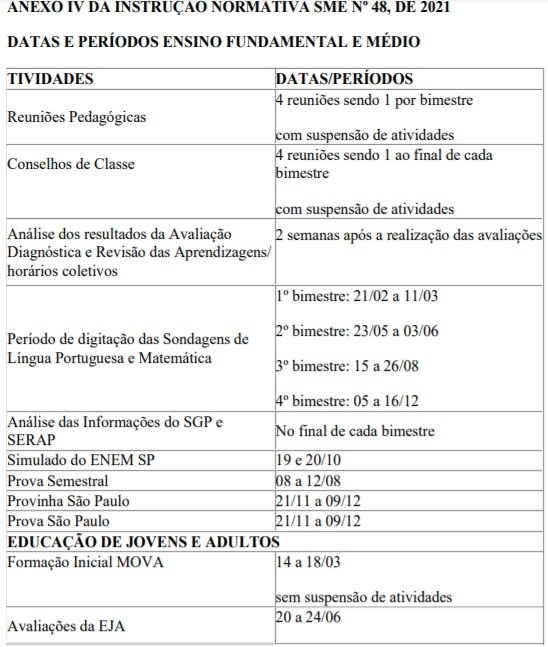 ANEXO IV DA INSTRUÇÃO NORMATIVA SME Nº 48, DE 2021
DATAS E PERÍODOS ENSINO FUNDAMENTAL E MÉDIO
TIVIDADES
DATAS/PERÍODOS
Reuniões Pedagógicas
4 reuniões sendo 1 por bimestre
com suspensão de atividades
Conselhos de Classe
4 reuniões sendo 1 ao final de cada
bimestre
com suspensão de atividades
Análise dos resultados da Avaliação
Diagnóstica e Revisão das Aprendizagens/
horários coletivos
2 semanas após a realização das avaliações
Período de digitação das Sondagens de
Língua Portuguesa e Matemática
1º bimestre: 21/02 a 11/03
2º bimestre: 23/05 a 03/06
3º bimestre: 15 a 26/08
4º bimestre: 05 a 16/12
Análise das Informações do SGP e
SERAP
No final de cada bimestre
Simulado do ENEM SP
19 e 20/10
Prova Semestral
08 a 12/08
Provinha São Paulo
21/11 a 09/12
Prova São Paulo
21/11 a 09/12
EDUCAÇÃO DE JOVENS E ADULTOS
Formação Inicial MOVA
14 a 18/03
sem suspensão de atividades
Avaliações da EJA
20 a 24/06